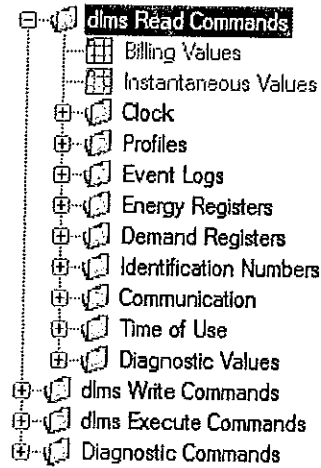 dlms Read Commands
Billing Values
Instantaneous Values
Clock
Profiles
Event Logs
Energy Registers
Demand Registers
Identification Numbers
Communication
Time of Use
Diagnostic Values
dlms Write Commands
dlms Execute Commands
Diagnostic Commands